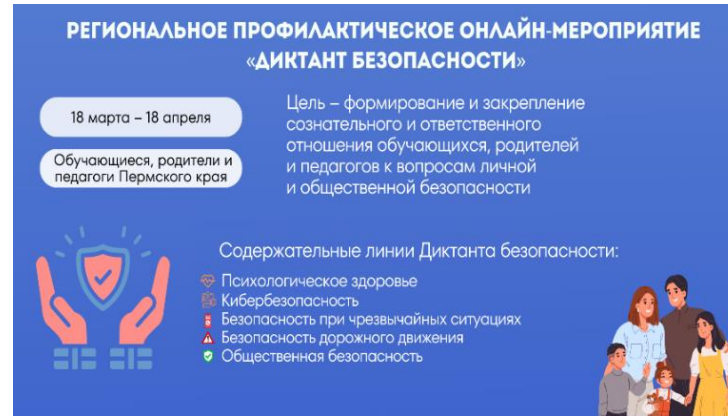 РЕГИОНАЛЬНОЕ ПРОФИЛАКТИЧЕСКОЕ ОНЛАЙН-МЕРОПРИЯТИЕ
«ДИКТАНТ БЕЗОПАСНОСТИ»
18 марта – 18 апреля
Обучающиеся, родители и
педагоги Пермского края
Цель – формирование и закрепление
сознательного и ответственного
отношения обучающихся, родителей
и педагогов к вопросам личной
и общественной безопасности
Содержательные линии Диктанта безопасности:
Психологическое здоровье
Кибербезопасность
Безопасность при чрезвычайных ситуациях
Безопасность дорожного движения
Общественная безопасность